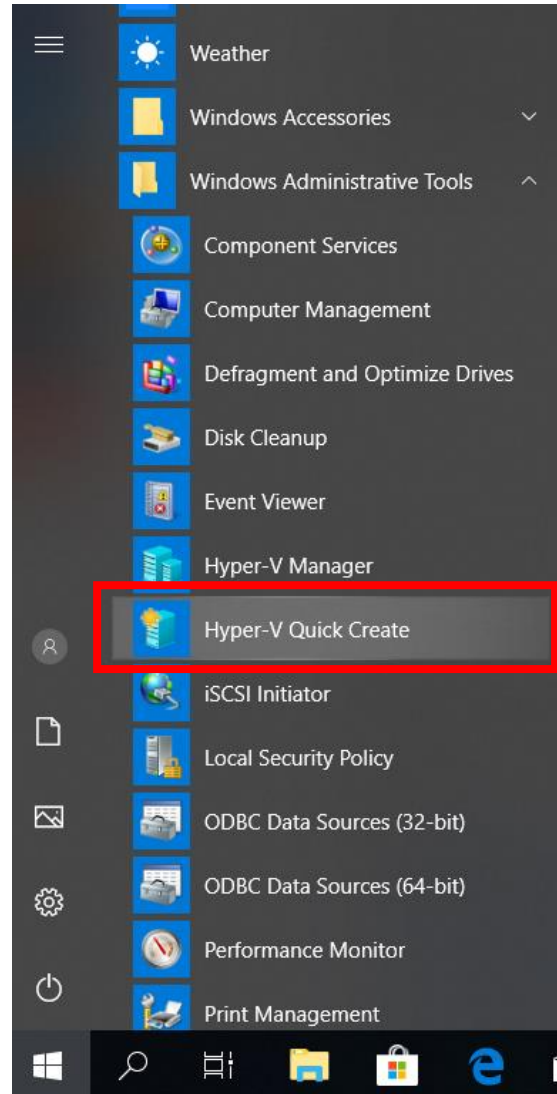 Weather
Windows Accessories
Windows Administrative Tools
Component Services
Computer Management
Defragment and Optimize Drives
Disk Cleanup
Event Viewer
Hyper-V Manager
Hyper-V Quick Create
iSCSI Initiator
Local Security Policy
ODBC Data Sources (32-bit)
ODBC Data Sources (64-bit)
Performance Monitor
Print Management